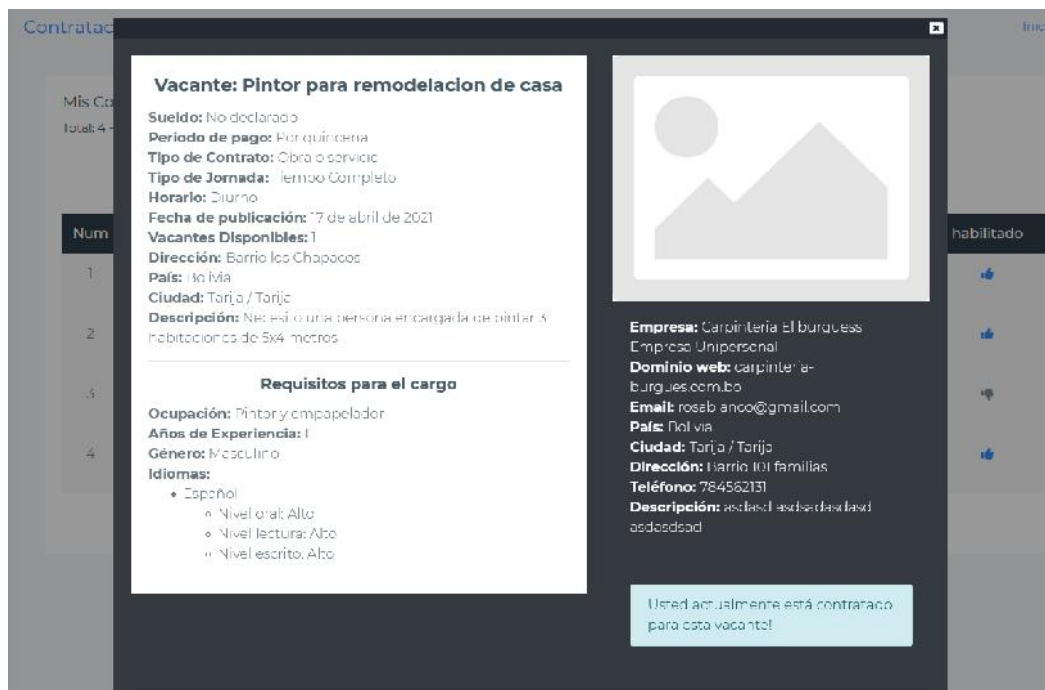 Contratac
Inic
Mis Co
Total: 4 -
Num
habilitado
1
2
3
4
Vacante: Pintor para remodelacion de casa
Sueldo: No declarado
Periodo de pago: Por quincena
Tipo de Contrato: Obra o servicio
Tipo de Jornada: Tiempo Completo
Horario: Diurno
Fecha de publicación: 17 de abril de 2021
Vacantes Disponibles: 1
Dirección: Barrio los Chapacos
País: Bolivia
Ciudad: Tarija / Tarija
Descripción: Necesito una persona encargada de pintar 3
habitaciones de 5x4 metros
Requisitos para el cargo
Ocupación: Pintor y empapelador
Años de Experiencia: 1
Género: Masculino
Idiomas:
Español
Nivel oral: Alto
Nivel lectura: Alto
Nivel escrito: Alto
Empresa: Carpinteria El burguess
Empresa Unipersonal
Dominio web: carpinteria-
burgues.com.bo
Email: rosablanco@gmail.com
País: Bolivia
Ciudad: Tarija / Tarija
Dirección: Barrio 101 familias
Teléfono: 784562131
Descripción: asdasd asdsadasdasd
asdasdsad
Usted actualmente está contratado
para esta vacante!